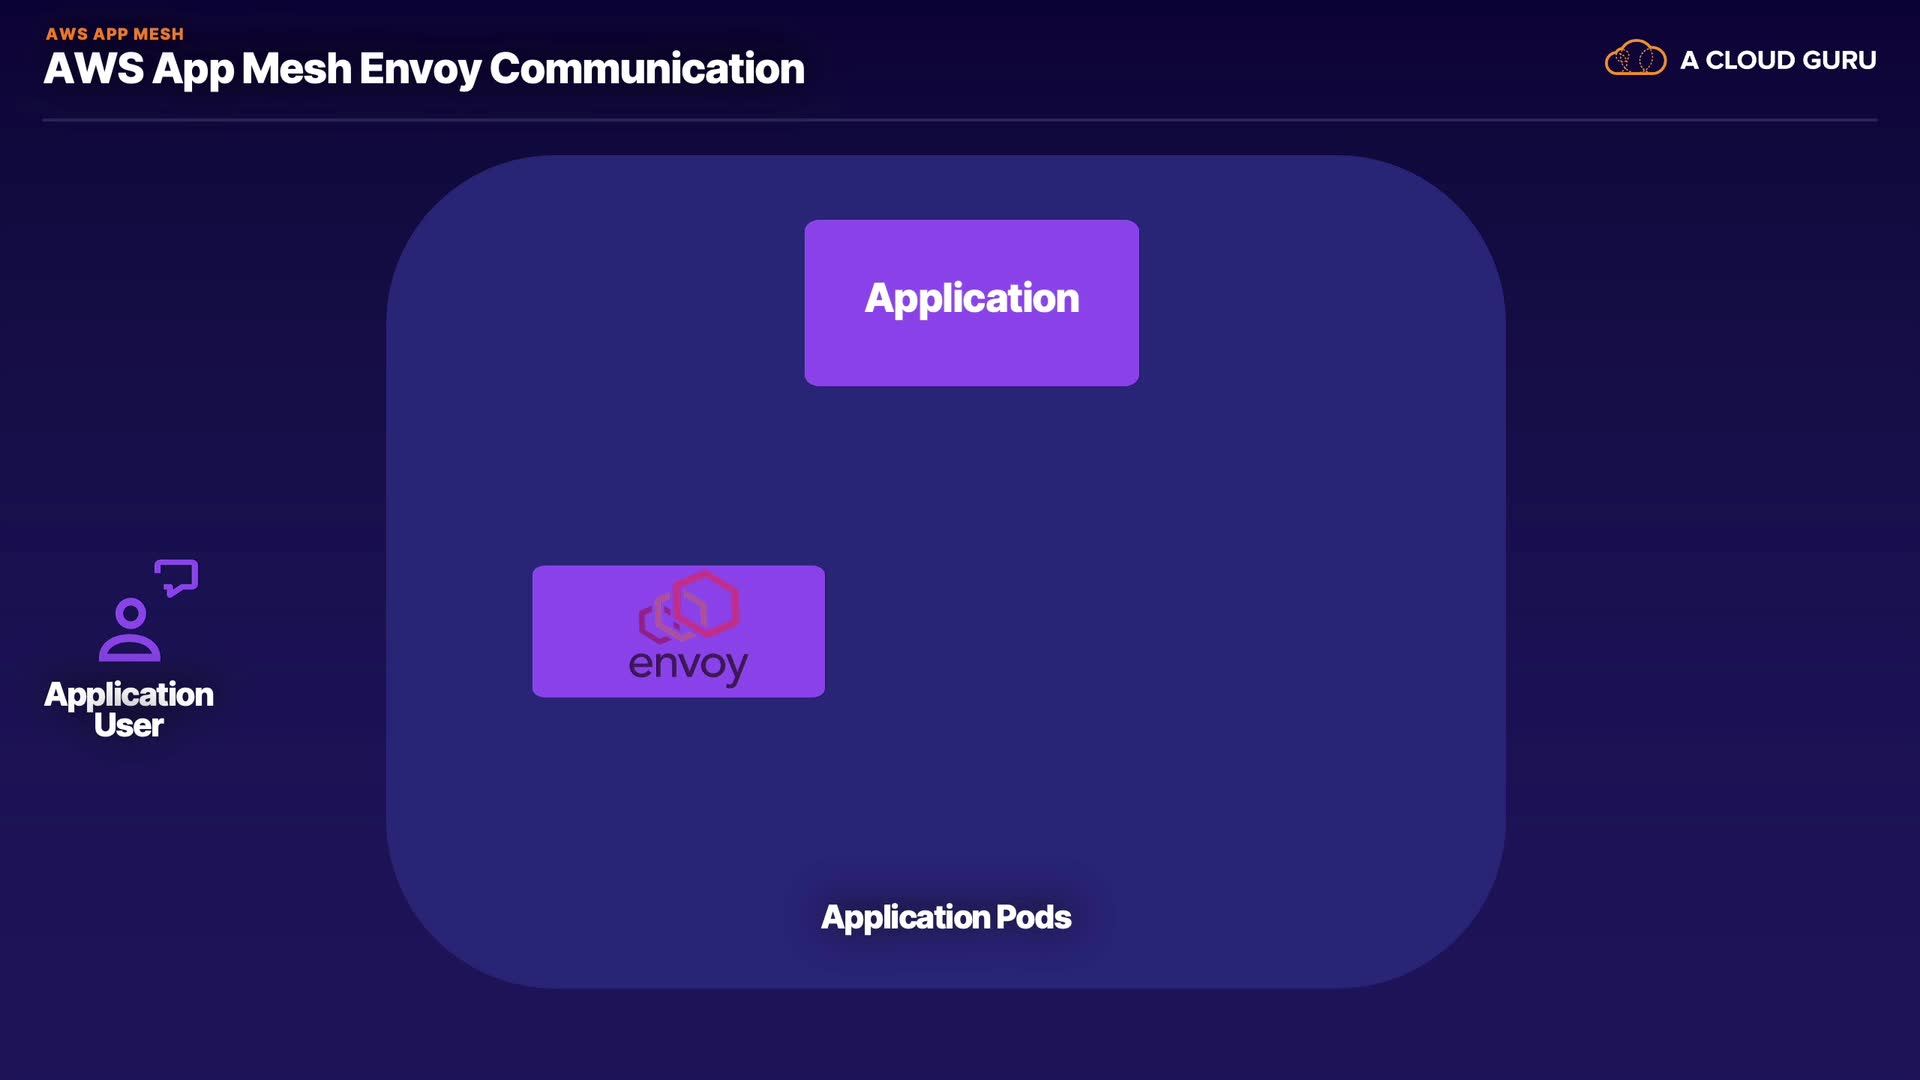 AWS APP MESH
AWS App Mesh Envoy Communication
A CLOUD GURU
Application
envoy
Application
User
Application Pods